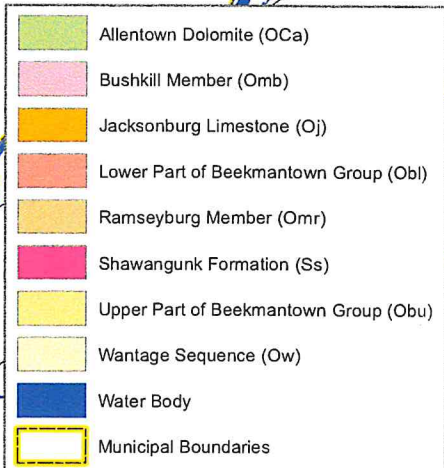 Allentown Dolomite (OCa)
Bushkill Member (Omb)
Jacksonburg Limestone (Oj)
Lower Part of Beekmantown Group (Obl)
Ramseyburg Member (Omr)
Shawangunk Formation (Ss)
Upper Part of Beekmantown Group (Obu)
Wantage Sequence (Ow)
Water Body
Municipal Boundaries